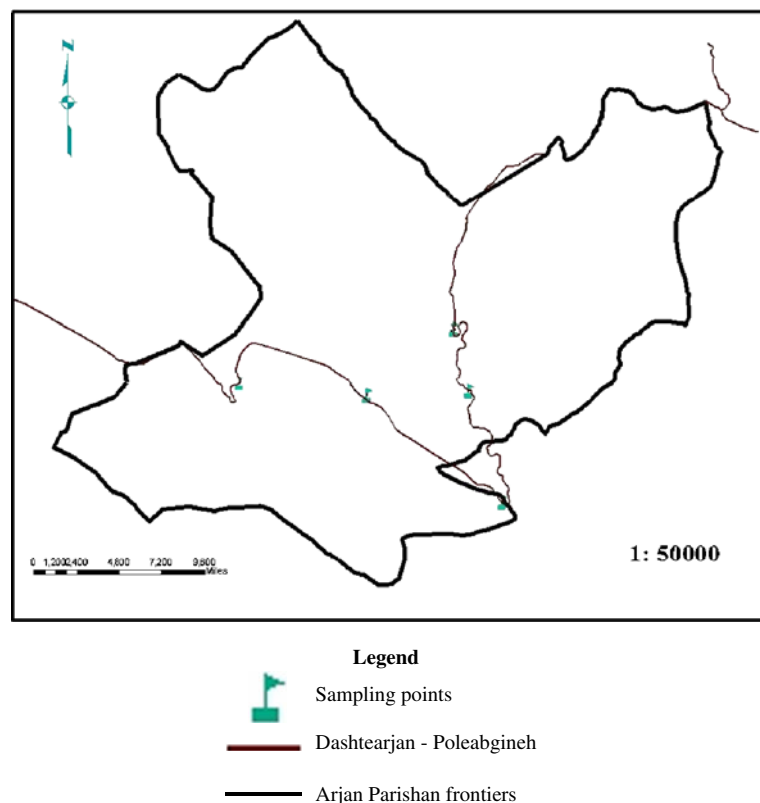 N
0 1,2002,400 4,800 7,200 9,600
Miles
1: 50000
Legend
Sampling points
Dashtearjan - Poleabgineh
Arjan Parishan frontiers